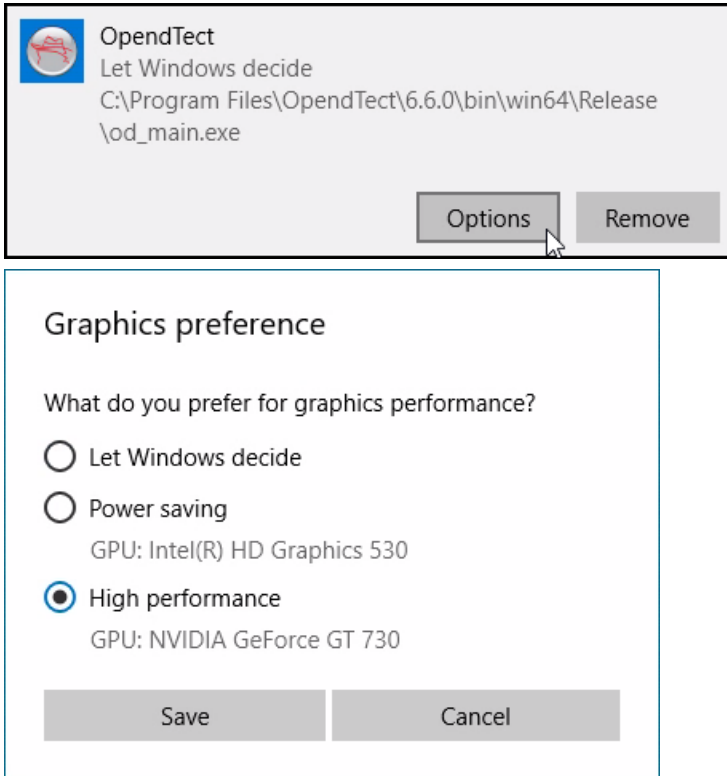 OpendTect
Let Windows decide
C:\Program Files\OpendTect\6.6.0\bin\win64\Release
\od_main.exe
Options
Remove
Graphics preference
What do you prefer for graphics performance?
Let Windows decide
Power saving
GPU: Intel(R) HD Graphics 530
High performance
GPU: NVIDIA GeForce GT 730
Save
Cancel